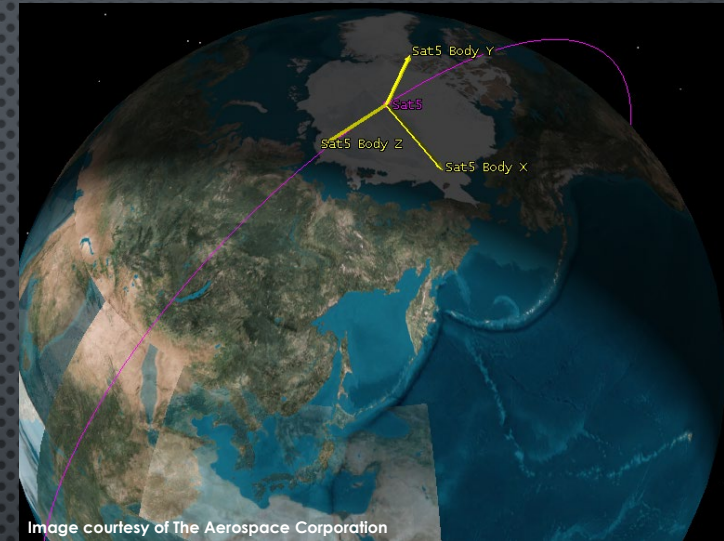 Sat5 Body Y
Sat5
Sat5 Body Z
Sat5 Body X
Image courtesy of The Aerospace Corporation